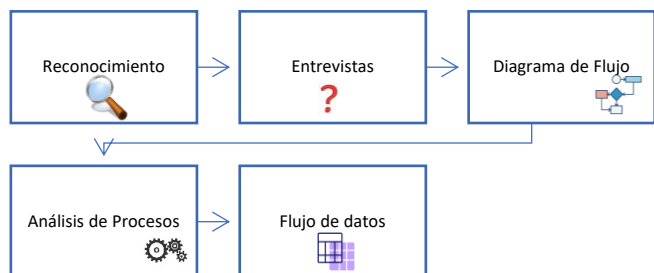 Reconocimiento
Entrevistas
?
Diagrama de Flujo
Análisis de Procesos
Flujo de datos